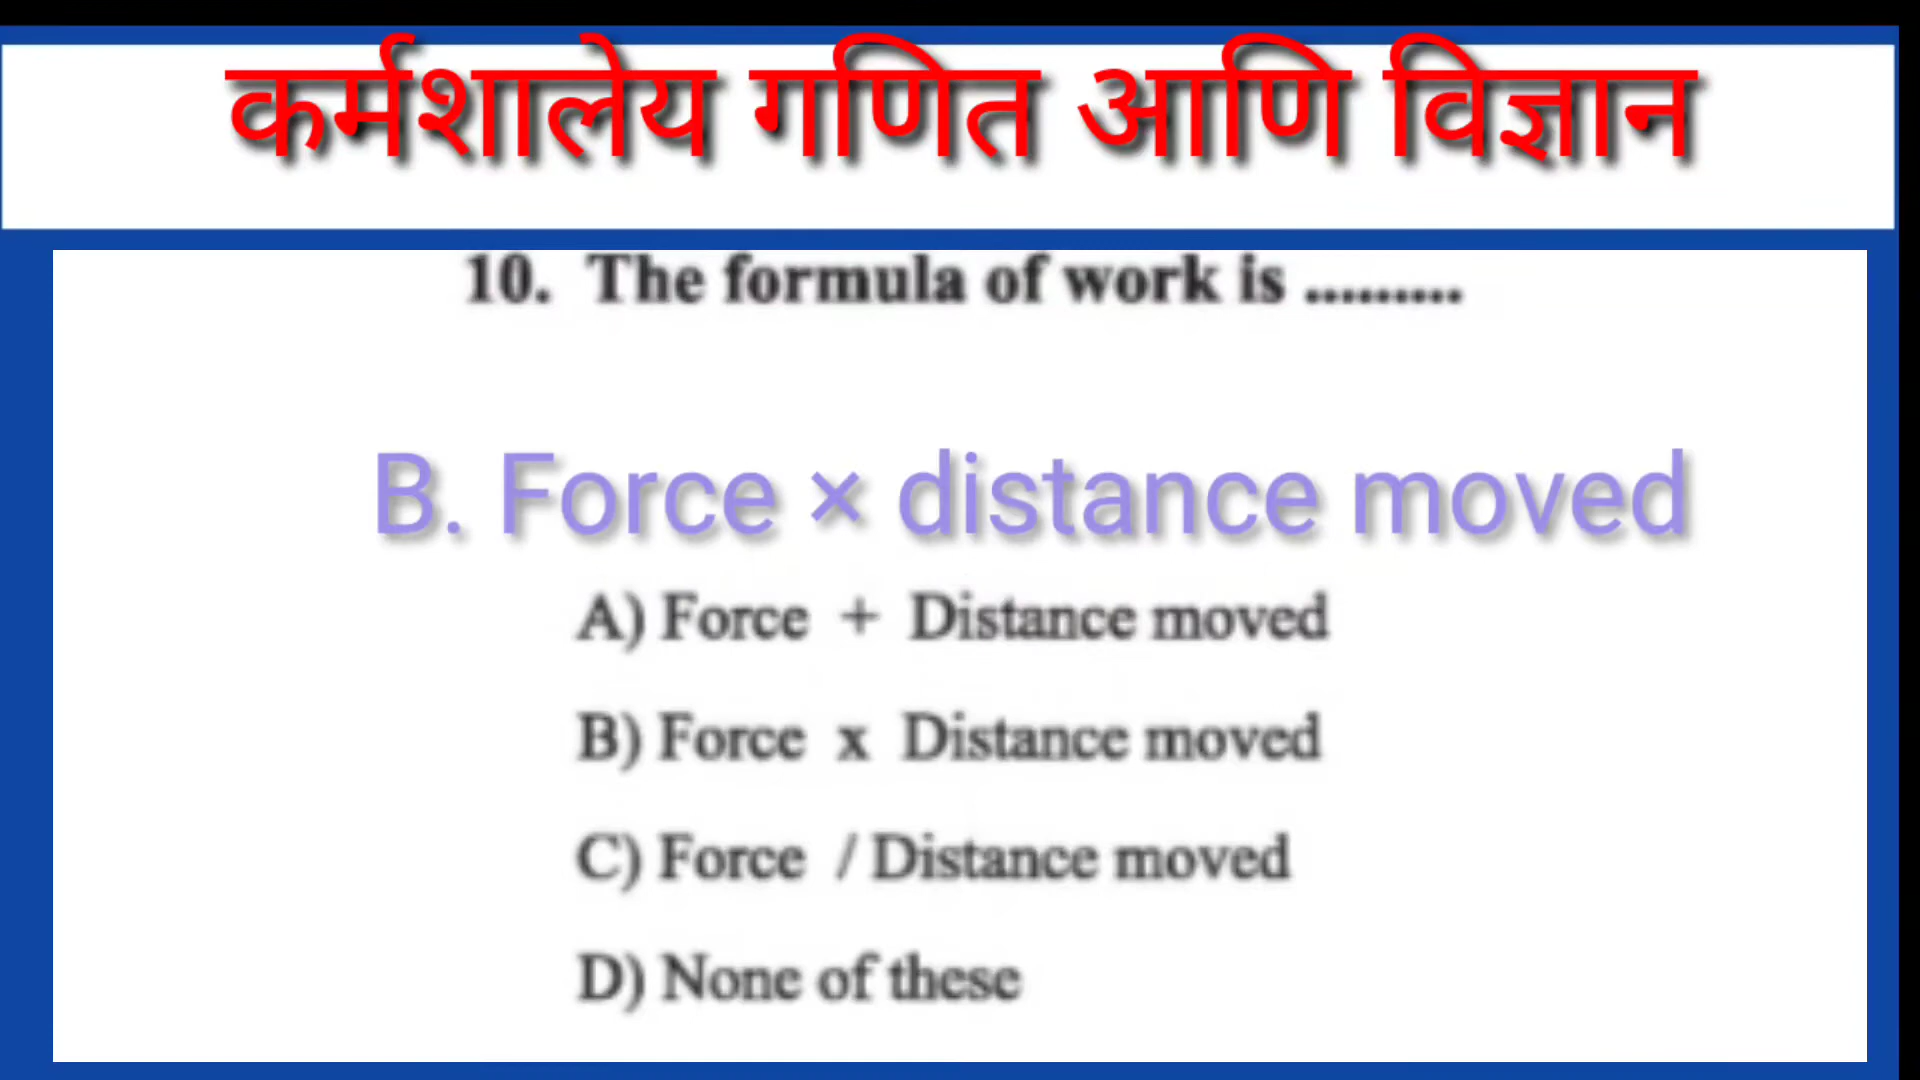 कर्मशालेय गणित आणि विज्ञान
10. The formula of work is .........
B. Force × distance moved
A) Force + Distance moved
B) Force x Distance moved
C) Force / Distance moved
D) None of these